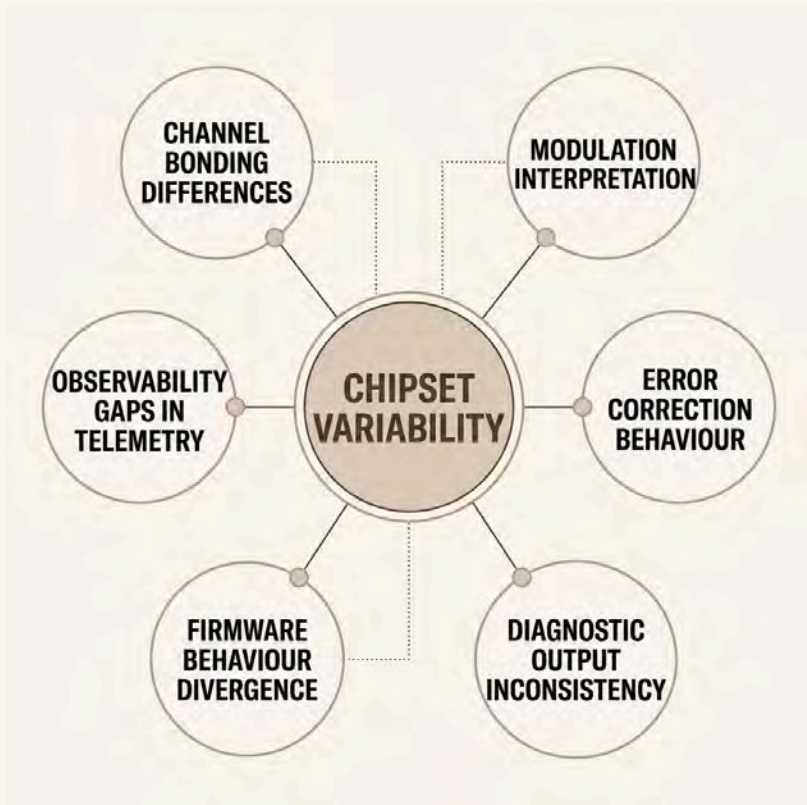 CHANNEL
BONDING
DIFFERENCES
MODULATION
INTERPRETATION
OBSERVABILITY
GAPS IN
TELEMETRY
CHIPSET
VARIABILITY
ERROR
CORRECTION
BEHAVIOUR
FIRMWARE
BEHAVIOUR
DIVERGENCE
DIAGNOSTIC
OUTPUT
INCONSISTENCY